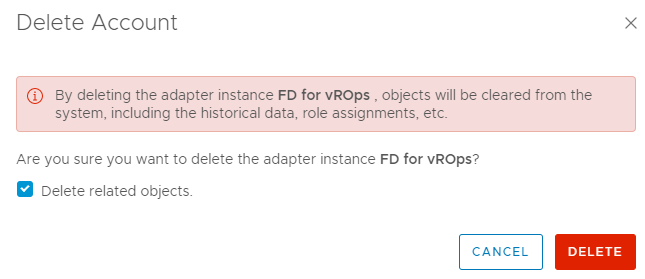 Delete Account
By deleting the adapter instance FD for vROps , objects will be cleared from the
system, including the historical data, role assignments, etc.
Are you sure you want to delete the adapter instance FD for vROps?
Delete related objects.
CANCEL
DELETE